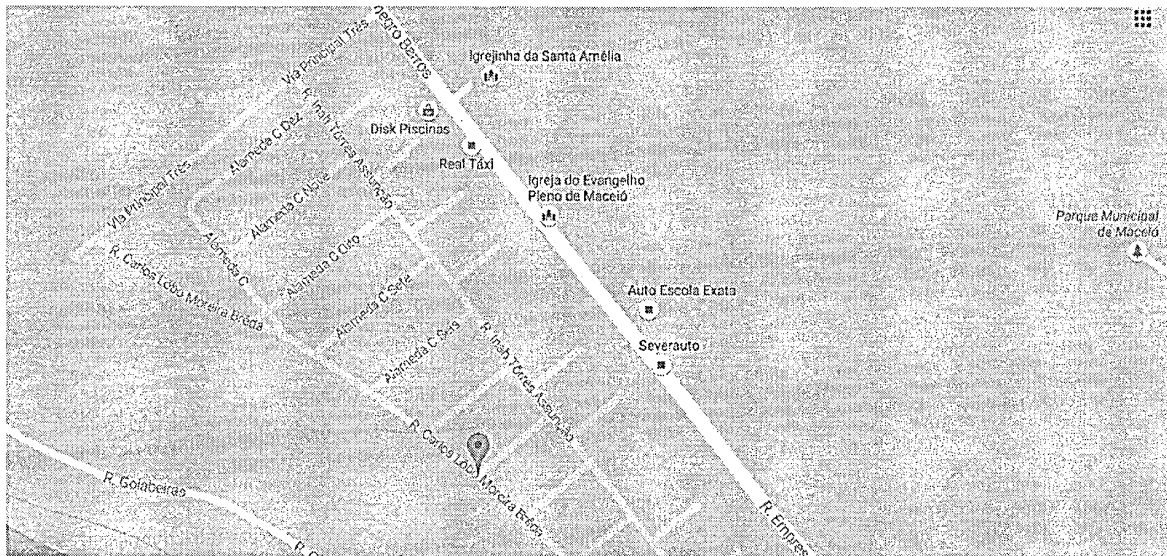 Via Principal Três
negro Barros
Igrejinha da Santa Amélia
R. Inah Torres Assunção
Alameda C Dez
Disk Piscinas
Real Táxi
Via Principal Três
Alameda C Nove
Igreja do Evangelho
Pleno de Maceió
Parque Municipal
de Maceió
Alameda C
Alameda C Oito
R. Carlos Lobo Moreira Breda
Alameda C Sete
Auto Escola Exata
Severauto
Alameda C Seis
R. Inah Torres Assunção
R. Carlos Lobo Moreira Breda
R. Goiabeiras
R. Empres